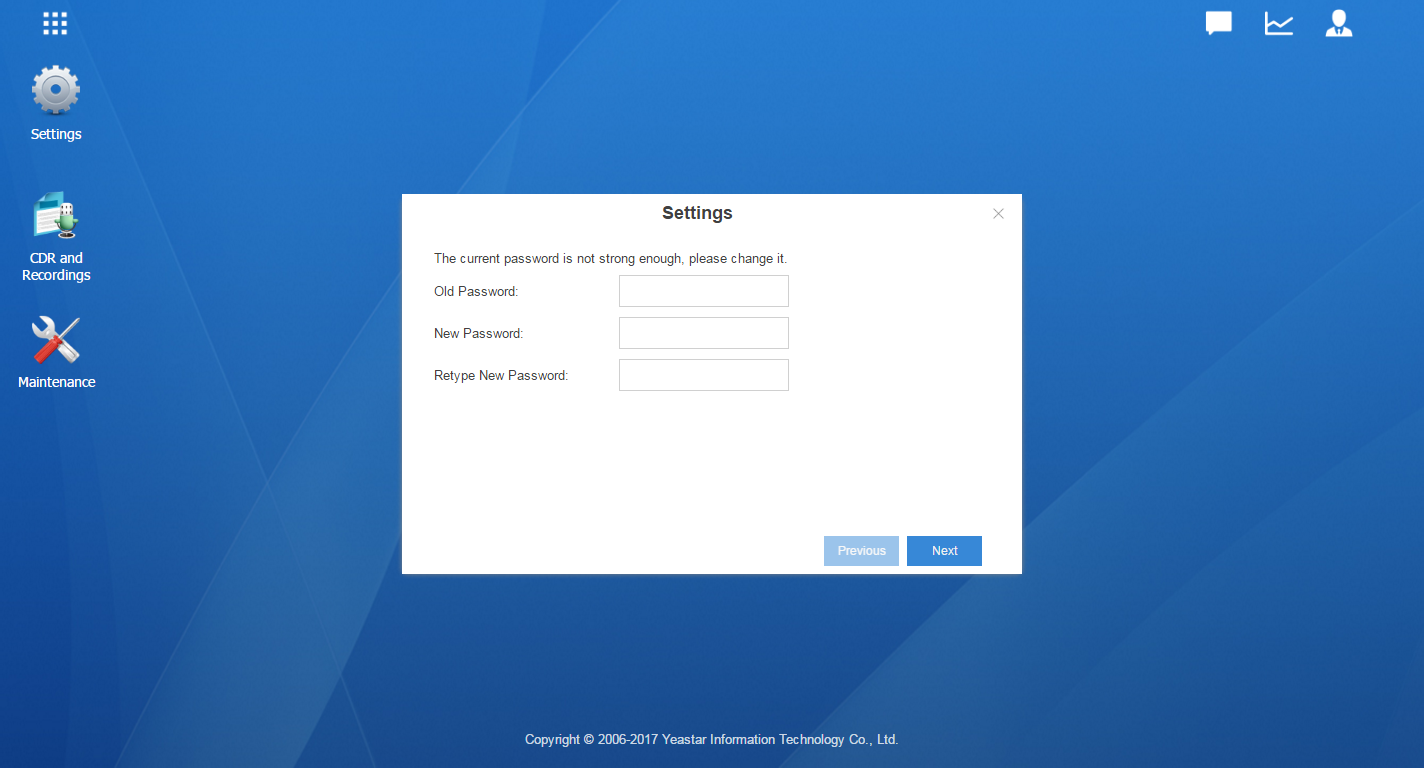 Settings
CDR and
Recordings
Maintenance
Settings
The current password is not strong enough, please change it.
Old Password:
New Password:
Retype New Password:
Previous
Next
Copyright © 2006-2017 Yeastar Information Technology Co., Ltd.